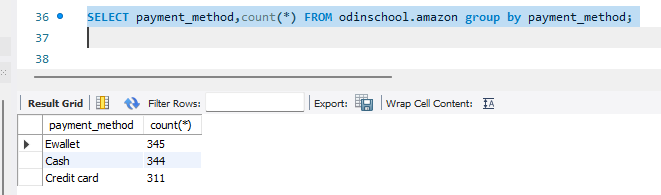 36 SELECT payment_method,count(*) FROM odinschool.amazon group by payment_method;
37
38
Result Grid Filter Rows: Export: Wrap Cell Content:
payment_method count(*)
Ewallet 345
Cash 344
Credit card 311